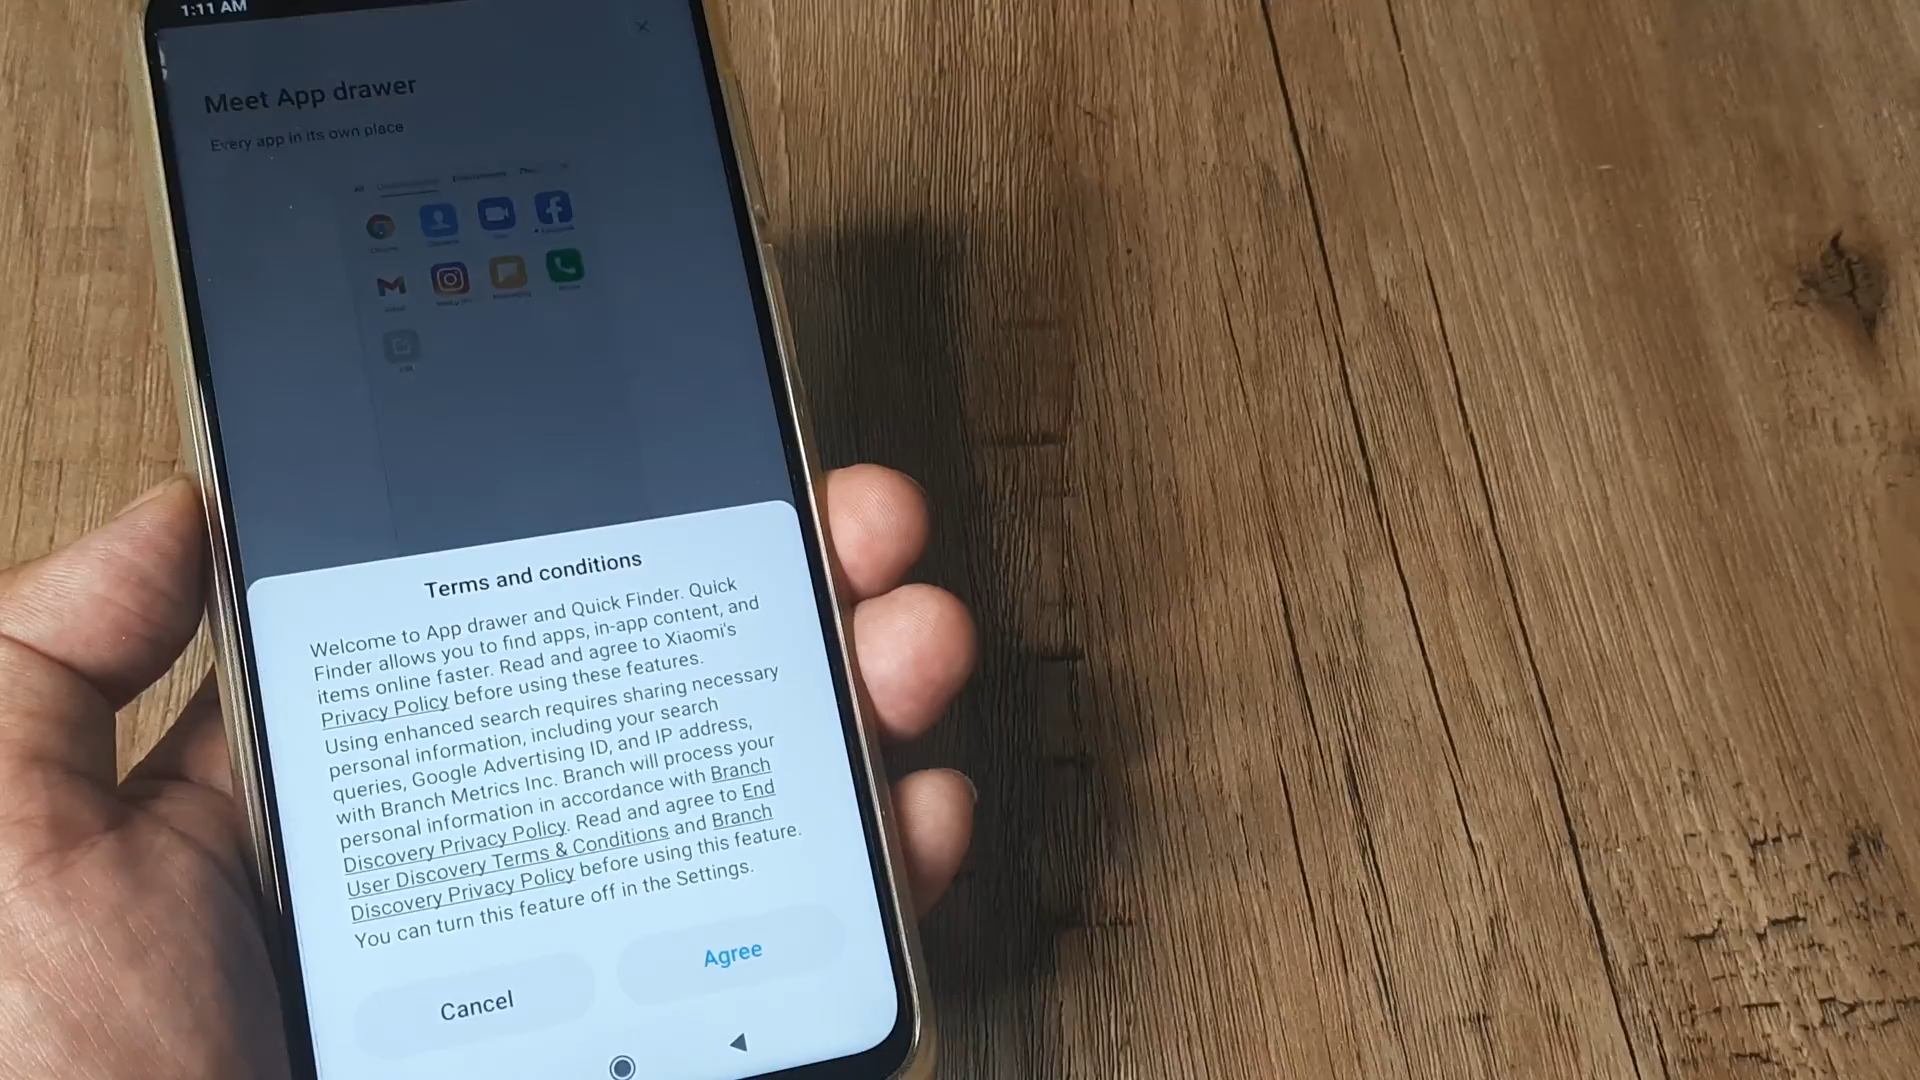 1:11 AM
Meet App drawer
Every app in its own place
All
Terms and conditions
Welcome to App drawer and Quick Finder. Quick
Finder allows you to find apps, in-app content, and
items online faster. Read and agree to Xiaomi's
Privacy Policy before using these features.
Using enhanced search requires sharing necessary
personal information, including your search
queries, Google Advertising ID, and IP address,
with Branch Metrics Inc. Branch will process your
personal information in accordance with Branch
Discovery Privacy Policy. Read and agree to End
User Discovery Terms & Conditions and Branch
Discovery Privacy Policy before using this feature.
You can turn this feature off in the Settings.
Cancel
Agree